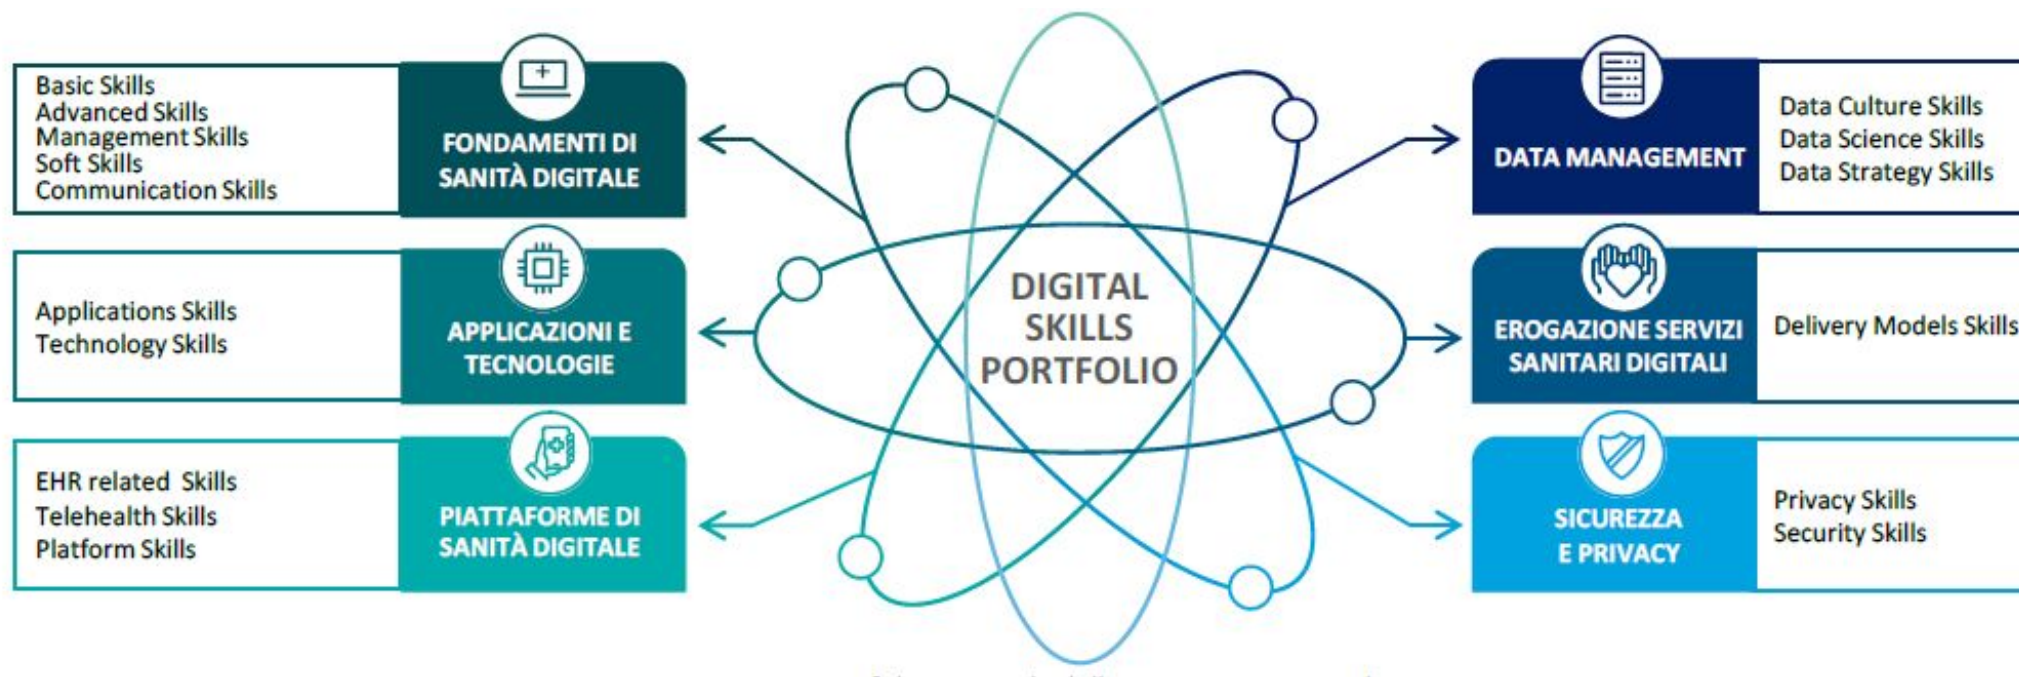 Basic Skills
Advanced Skills
Management Skills
Soft Skills
Communication Skills
FONDAMENTI DI
SANITÀ DIGITALE
Applications Skills
Technology Skills
APPLICAZIONI E
TECNOLOGIE
EHR related Skills
Telehealth Skills
Platform Skills
PIATTAFORME DI
SANITÀ DIGITALE
DIGITAL
SKILLS
PORTFOLIO
DATA MANAGEMENT
Data Culture Skills
Data Science Skills
Data Strategy Skills
EROGAZIONE SERVIZI
SANITARI DIGITALI
Delivery Models Skills
SICUREZZA
E PRIVACY
Privacy Skills
Security Skills